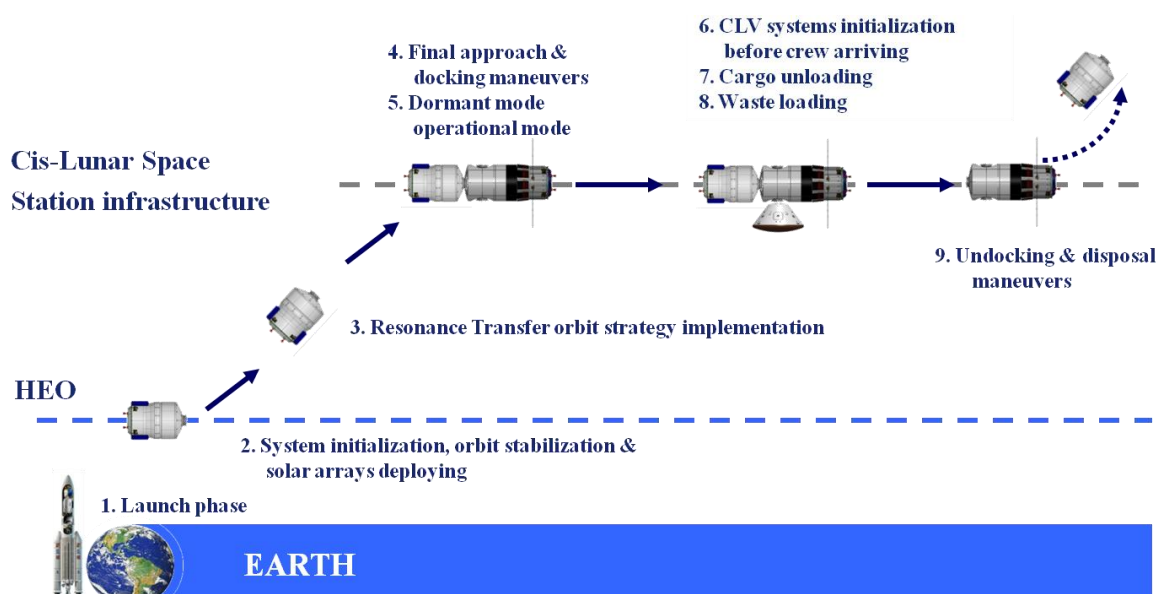 4. Final approach &
docking maneuvers
5. Dormant mode
operational mode
6. CLV systems initialization
before crew arriving
7. Cargo unloading
8. Waste loading
Cis-Lunar Space
Station infrastructure
9. Undocking & disposal
maneuvers
3. Resonance Transfer orbit strategy implementation
HEO
2. System initialization, orbit stabilization &
solar arrays deploying
1. Launch phase
EARTH